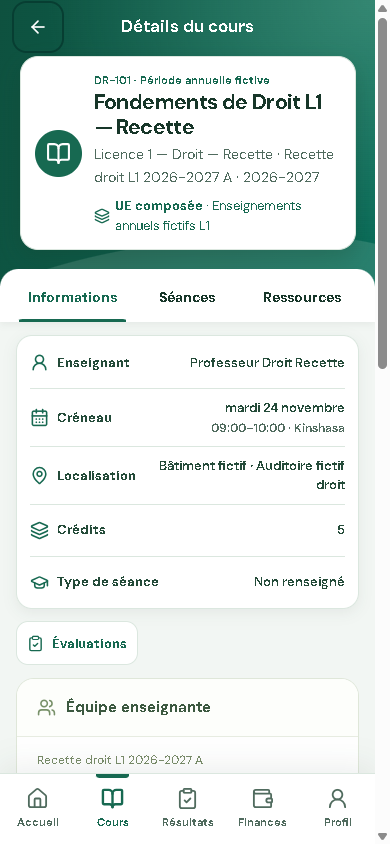 Détails du cours
DR-101 · Période annuelle fictive
Fondements de Droit L1
— Recette
Licence 1 — Droit — Recette · Recette
droit L1 2026-2027 A · 2026-2027
UE composée · Enseignements
annuels fictifs L1
Informations Séances Ressources
Enseignant Professeur Droit Recette
Créneau mardi 24 novembre
09:00-10:00 · Kinshasa
Localisation Bâtiment fictif · Auditoire fictif
droit
Crédits 5
Type de séance Non renseigné
Évaluations
Équipe enseignante
Recette droit L1 2026-2027 A
Accueil Cours Résultats Finances Profil